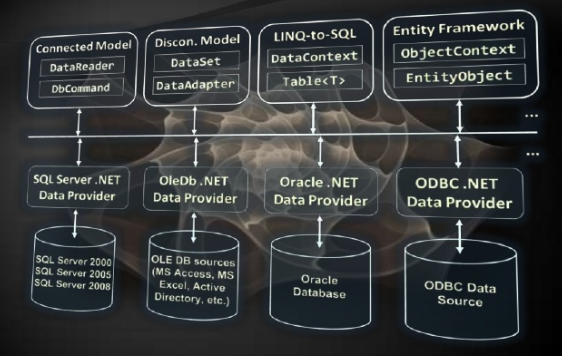 Connected Model
DataReader
DbCommand
Discon. Model
DataSet
DataAdapter
LINQ-to-SQL
DataContext
Table<T>
Entity Framework
ObjectContext
EntityObject
...
...
SQL Server .NET
Data Provider
OleDb .NET
Data Provider
Oracle .NET
Data Provider
ODBC .NET
Data Provider
SQL Server 2000
SQL Server 2005
SQL Server 2008
OLE DB sources
(MS Access, MS
Excel, Active
Directory, etc.)
Oracle
Database
ODBC Data
Source